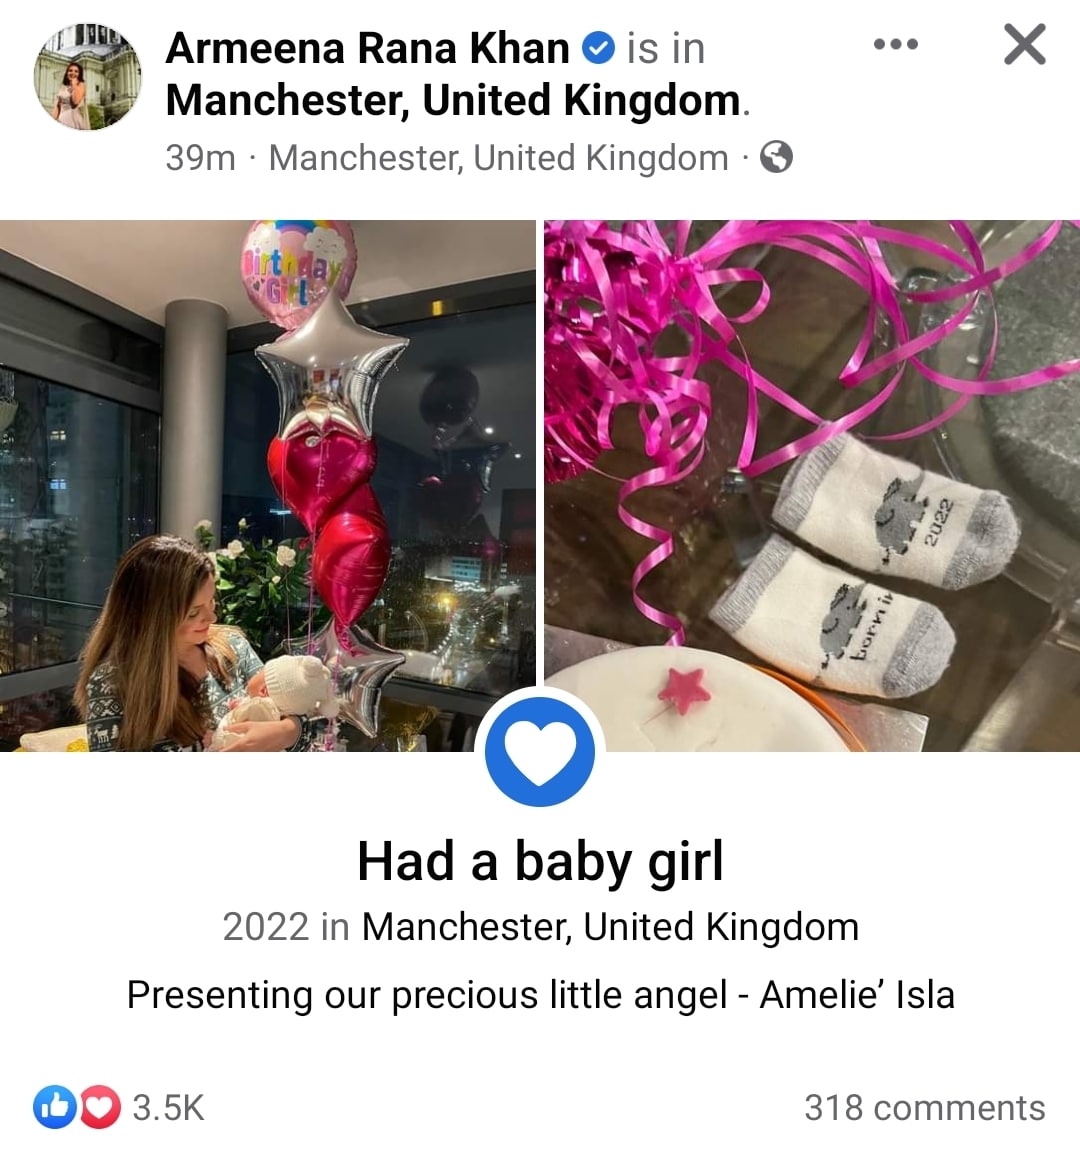 Armeena Rana Khan is in
Manchester, United Kingdom.
39m · Manchester, United Kingdom ·
Birthday
Girl
2022
born in
Had a baby girl
2022 in Manchester, United Kingdom
Presenting our precious little angel - Amelie’ Isla
3.5K
318 comments